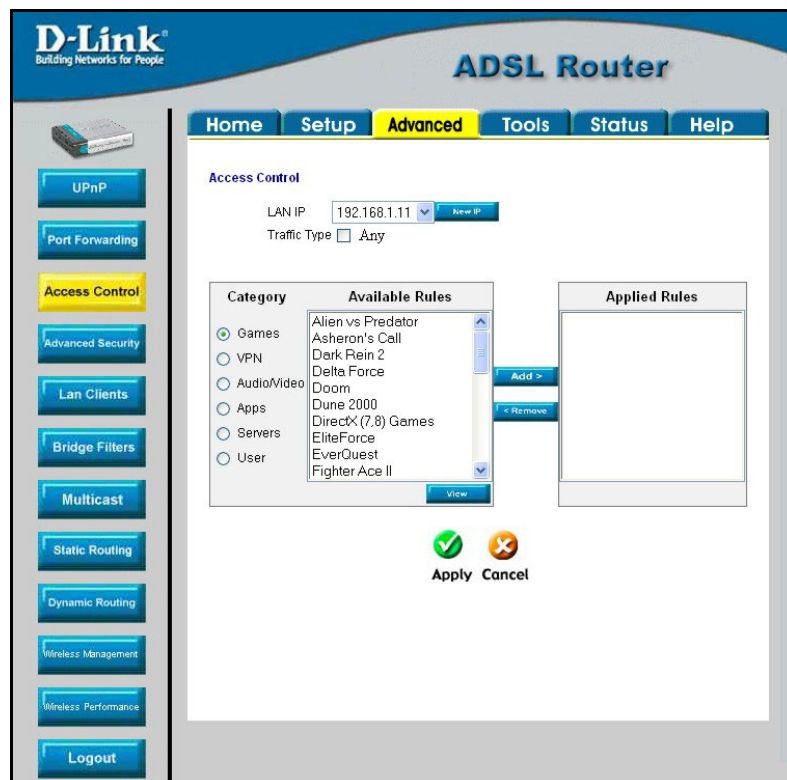 D-Link®
Building Networks for People
ADSL Router
Home Setup Advanced Tools Status Help
UPnP
Port Forwarding
Access Control
Advanced Security
Lan Clients
Bridge Filters
Multicast
Static Routing
Dynamic Routing
Wireless Management
Wireless Performance
Logout
Access Control
LAN IP 192.168.1.11 New IP
Traffic Type Any
Category Available Rules Applied Rules
Games
VPN
Audio/Video
Apps
Servers
User
Alien vs Predator
Asheron's Call
Dark Rein 2
Delta Force
Doom
Dune 2000
DirectX (7,8) Games
EliteForce
EverQuest
Fighter Ace II
Add >
< Remove
View
Apply Cancel